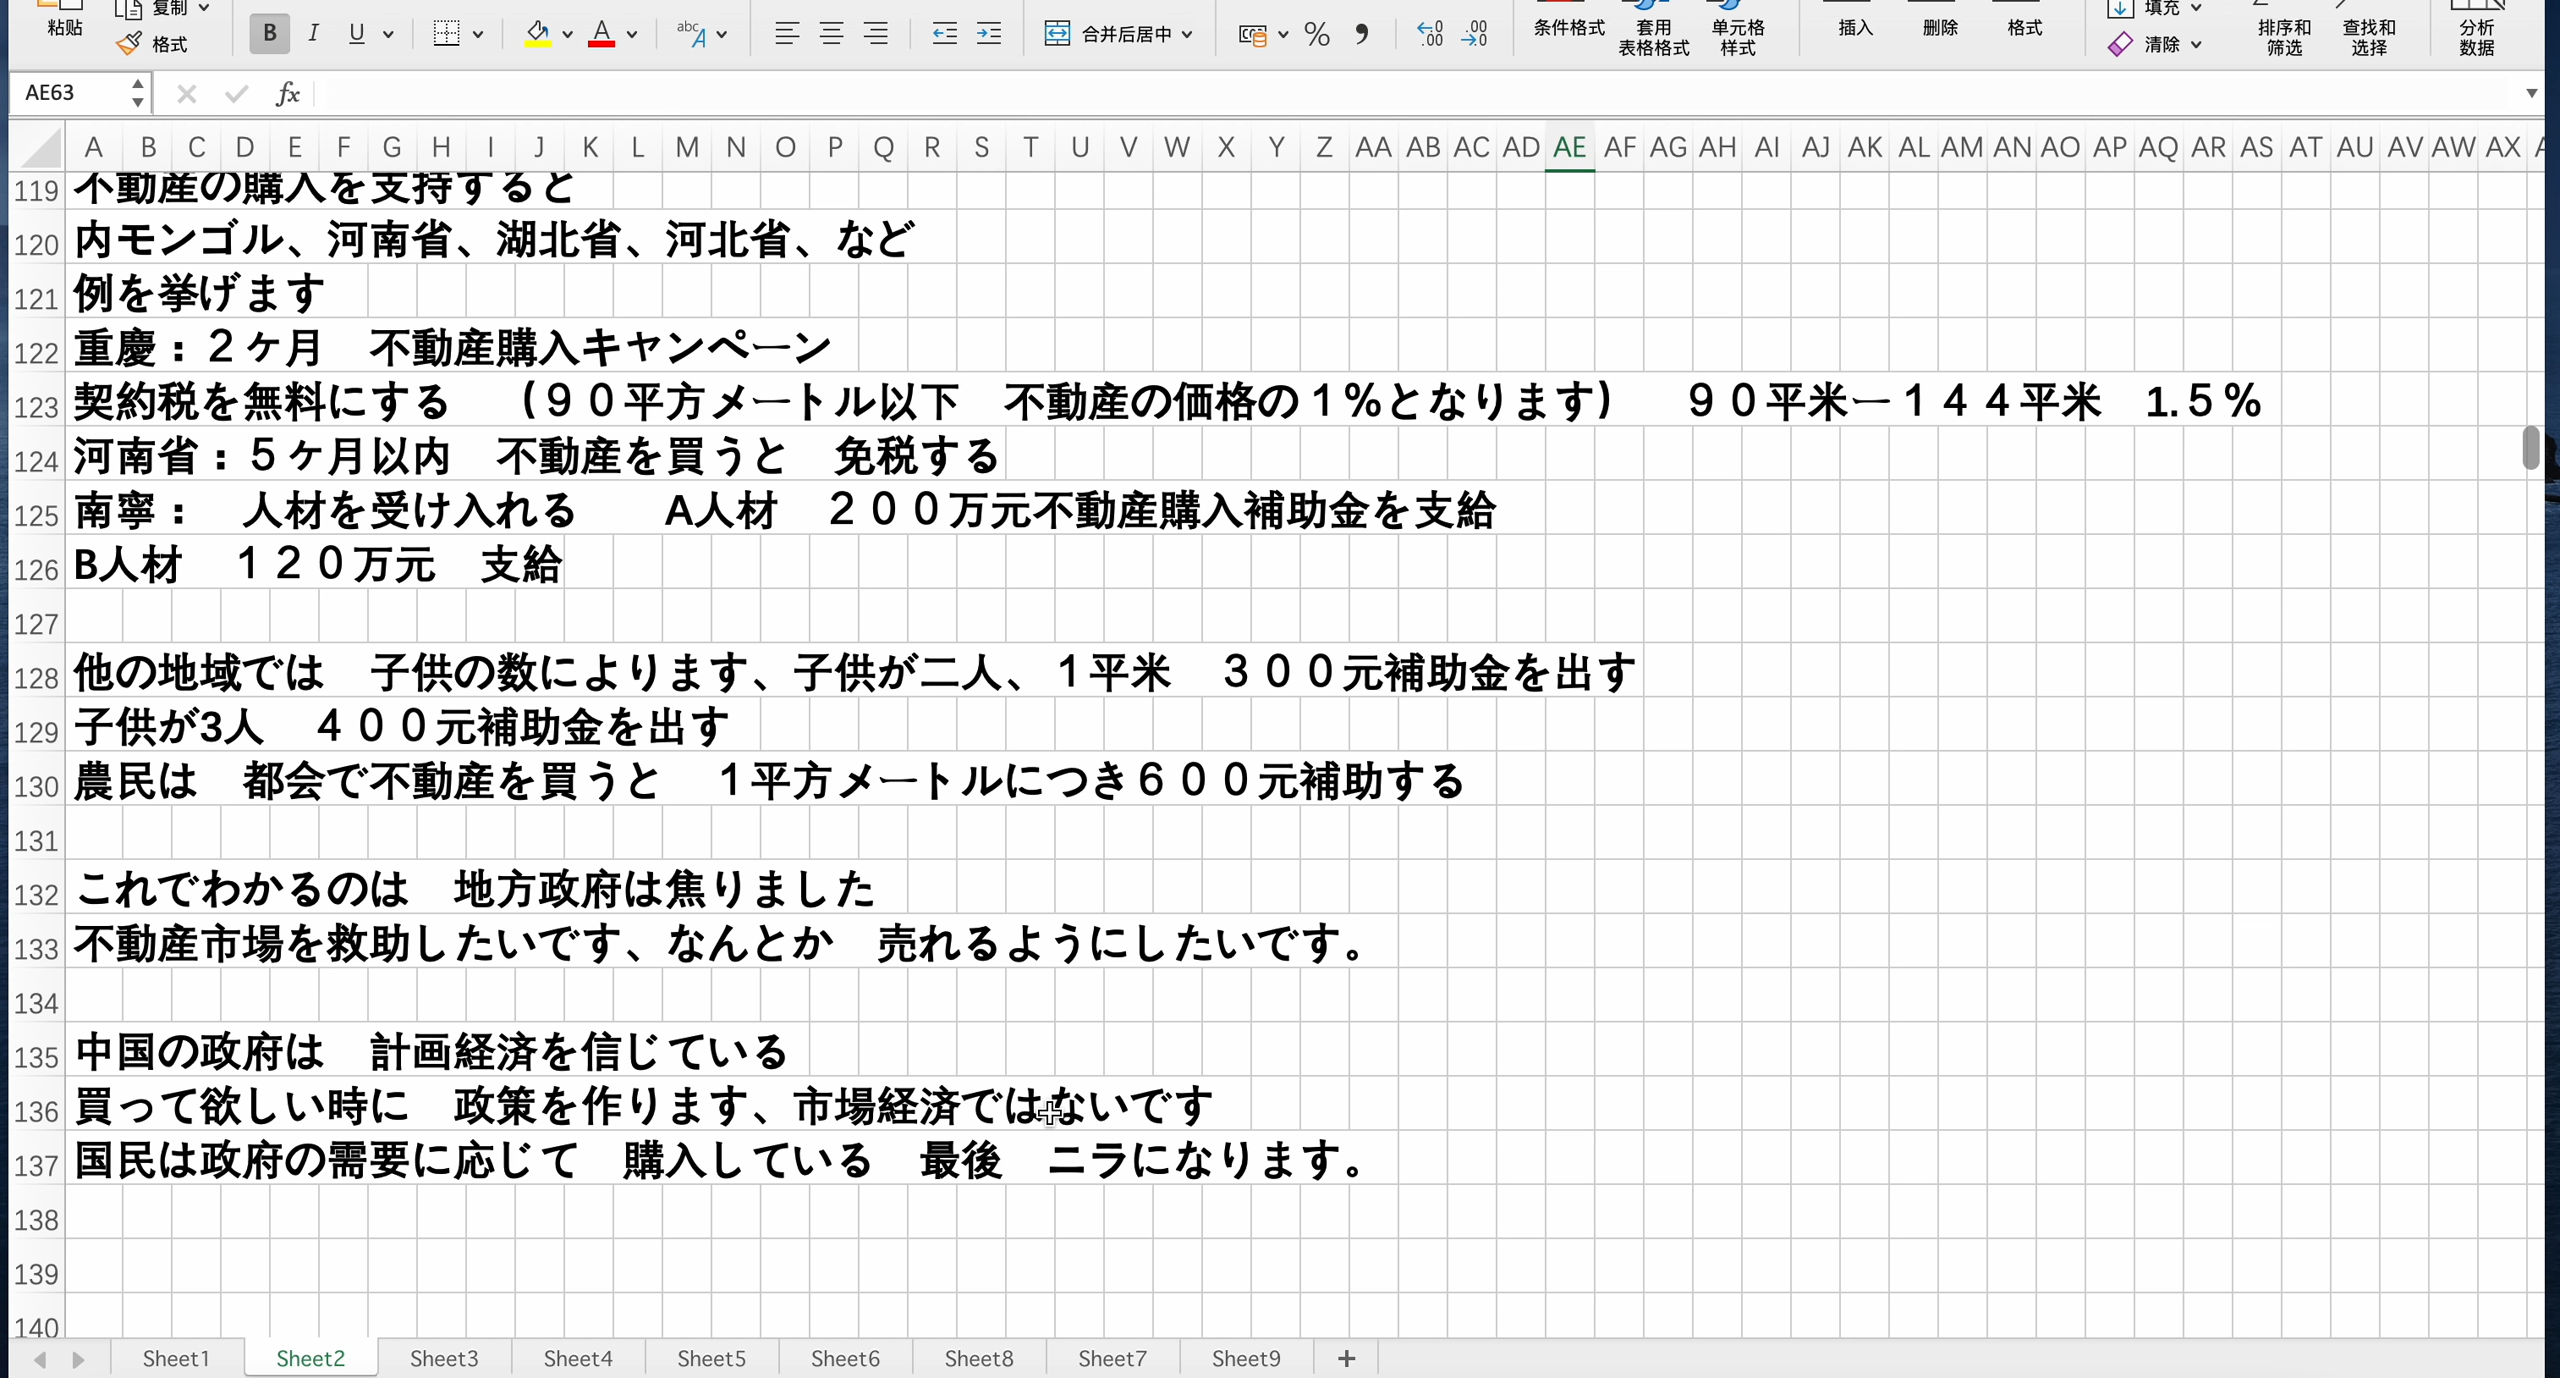 粘贴
复制
格式
B I U
A
abc A
合并后居中
% ,
←0 .00
.00 →0
条件格式
套用
表格格式
单元格
样式
插入
删除
格式
填充
清除
排序和
筛选
查找和
选择
分析
数据
AE63
fx
A B C D E F G H I J K L M N O P Q R S T U V W X Y Z AA AB AC AD AE AF AG AH AI AJ AK AL AM AN AO AP AQ AR AS AT AU AV AW AX
119 不動産の購入を支持すると
120 内モンゴル、河南省、湖北省、河北省、など
121 例を挙げます
122 重慶：２ヶ月　不動産購入キャンペーン
123 契約税を無料にする　（９０平方メートル以下　不動産の価格の１%となります）　９０平米ー１４４平米　1.５%
124 河南省：５ヶ月以内　不動産を買うと　免税する
125 南寧：　人材を受け入れる　　A人材　２００万元不動産購入補助金を支給
126 B人材　１２０万元　支給
127
128 他の地域では　子供の数によります、子供が二人、１平米　３００元補助金を出す
129 子供が3人　４００元補助金を出す
130 農民は　都会で不動産を買うと　１平方メートルにつき６００元補助する
131
132 これでわかるのは　地方政府は焦りました
133 不動産市場を救助したいです、なんとか　売れるようにしたいです。
134
135 中国の政府は　計画経済を信じている
136 買って欲しい時に　政策を作ります、市場経済ではないです
137 国民は政府の需要に応じて　購入している　最後　ニラになります。
138
139
140
Sheet1 Sheet2 Sheet3 Sheet4 Sheet5 Sheet6 Sheet8 Sheet7 Sheet9 +